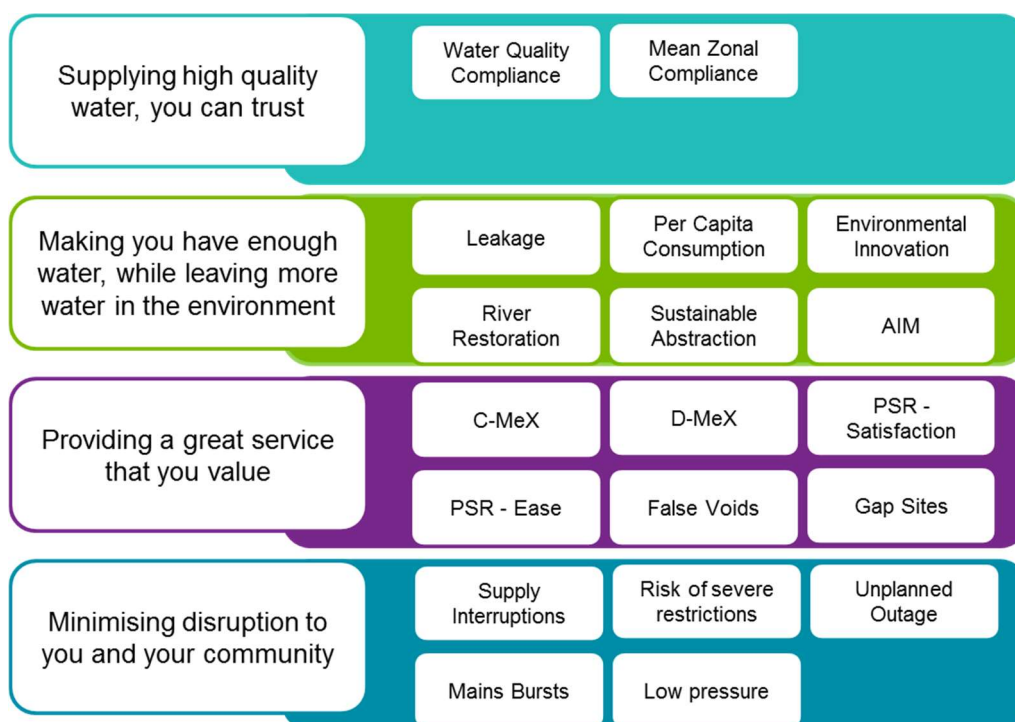 Supplying high quality
water, you can trust
Water Quality
Compliance
Mean Zonal
Compliance
Making you have enough
water, while leaving more
water in the environment
Leakage
Per Capita
Consumption
Environmental
Innovation
River
Restoration
Sustainable
Abstraction
AIM
Providing a great service
that you value
C-MeX
D-MeX
PSR -
Satisfaction
PSR - Ease
False Voids
Gap Sites
Minimising disruption to
you and your community
Supply
Interruptions
Risk of severe
restrictions
Unplanned
Outage
Mains Bursts
Low pressure